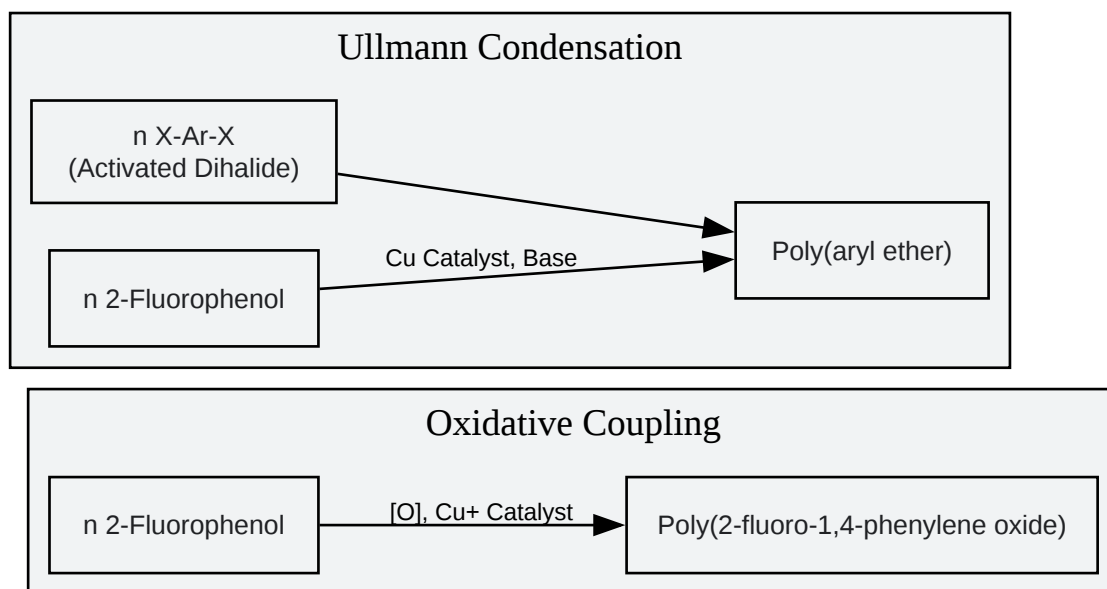 Ullmann Condensation
n X-Ar-X
(Activated Dihalide)
Cu Catalyst, Base
Poly(aryl ether)
n 2-Fluorophenol
Oxidative Coupling
n 2-Fluorophenol
[O], Cu+ Catalyst
Poly(2-fluoro-1,4-phenylene oxide)